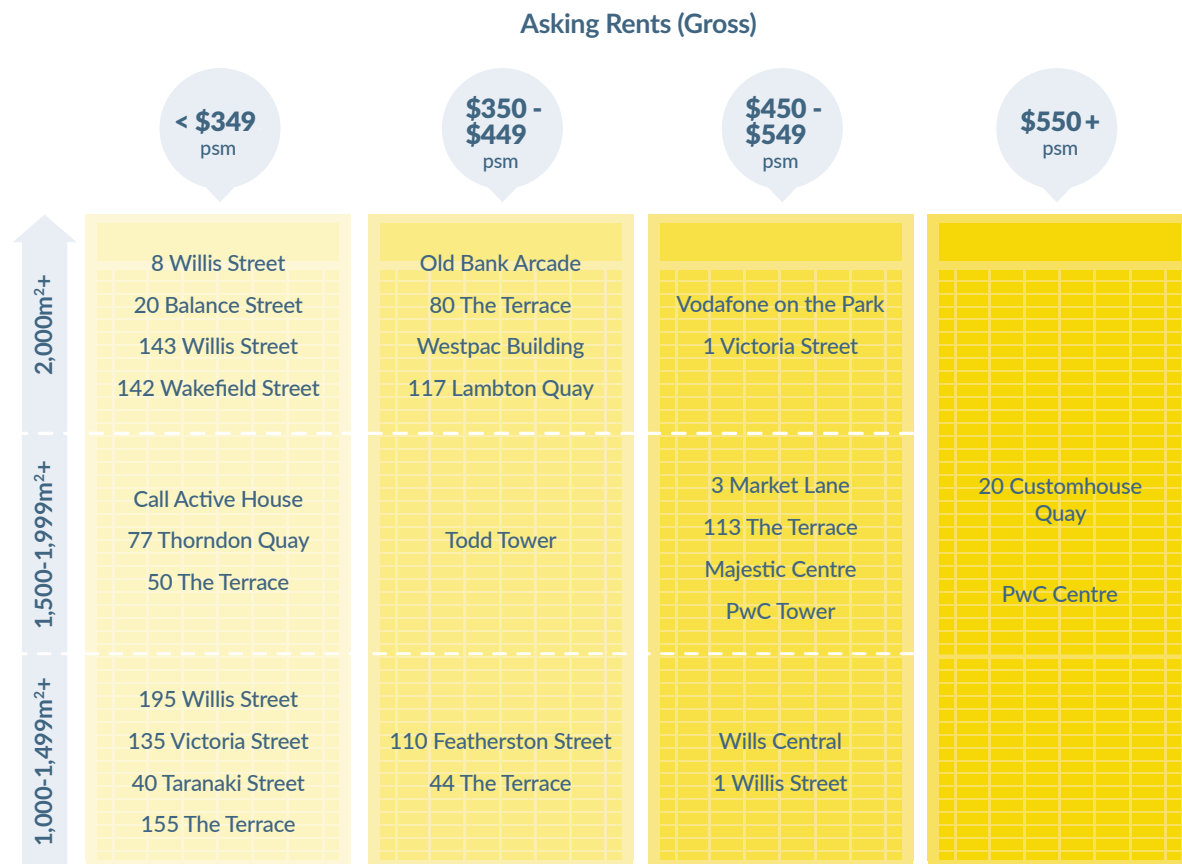 Asking Rents (Gross)
< $349
psm
$350 -
$449
psm
$450 -
$549
psm
$550+
psm
2,000m²+
8 Willis Street
20 Balance Street
143 Willis Street
142 Wakefield Street
Old Bank Arcade
80 The Terrace
Westpac Building
117 Lambton Quay
Vodafone on the Park
1 Victoria Street
1,500-1,999m²+
Call Active House
77 Thorndon Quay
50 The Terrace
Todd Tower
3 Market Lane
113 The Terrace
Majestic Centre
PwC Tower
20 Customhouse
Quay
PwC Centre
1,000-1,499m²+
195 Willis Street
135 Victoria Street
40 Taranaki Street
155 The Terrace
110 Featherston Street
44 The Terrace
Wills Central
1 Willis Street